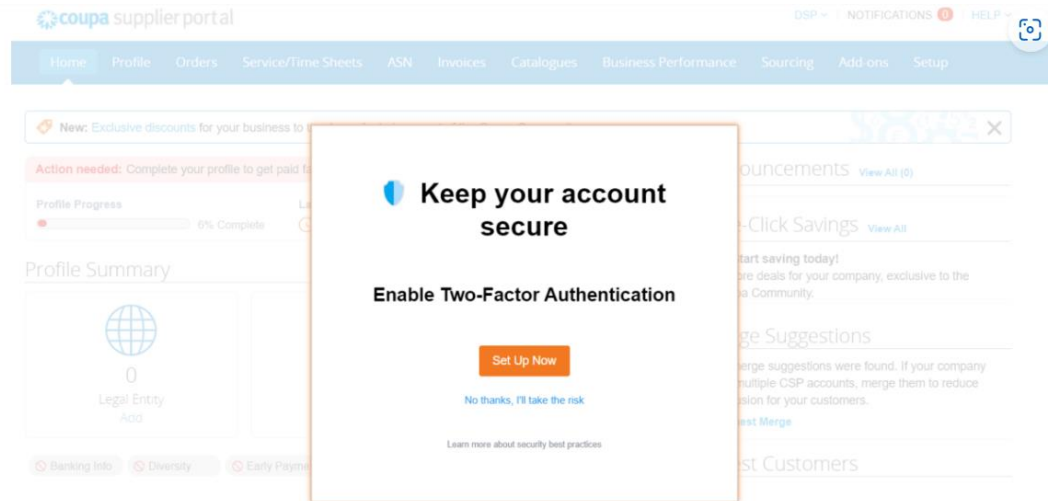 coupa supplier portal
DSP NOTIFICATIONS 0 HELP
Home Profile Orders Service/Time Sheets ASN Invoices Catalogues Business Performance Sourcing Add-ons Setup
New: Exclusive discounts for your business to
Action needed: Complete your profile to get paid fa
Profile Progress
6% Complete
Profile Summary
0
Legal Entity
Add
Banking Info Diversity Early Payme
Keep your account
secure
Enable Two-Factor Authentication
Set Up Now
No thanks, I'll take the risk
Learn more about security best practices
ouncements View All (0)
-Click Savings View All
tart saving today!
ore deals for your company, exclusive to the
pa Community.
ge Suggestions
erge suggestions were found. If your company
multiple CSP accounts, merge them to reduce
sion for your customers.
est Merge
st Customers